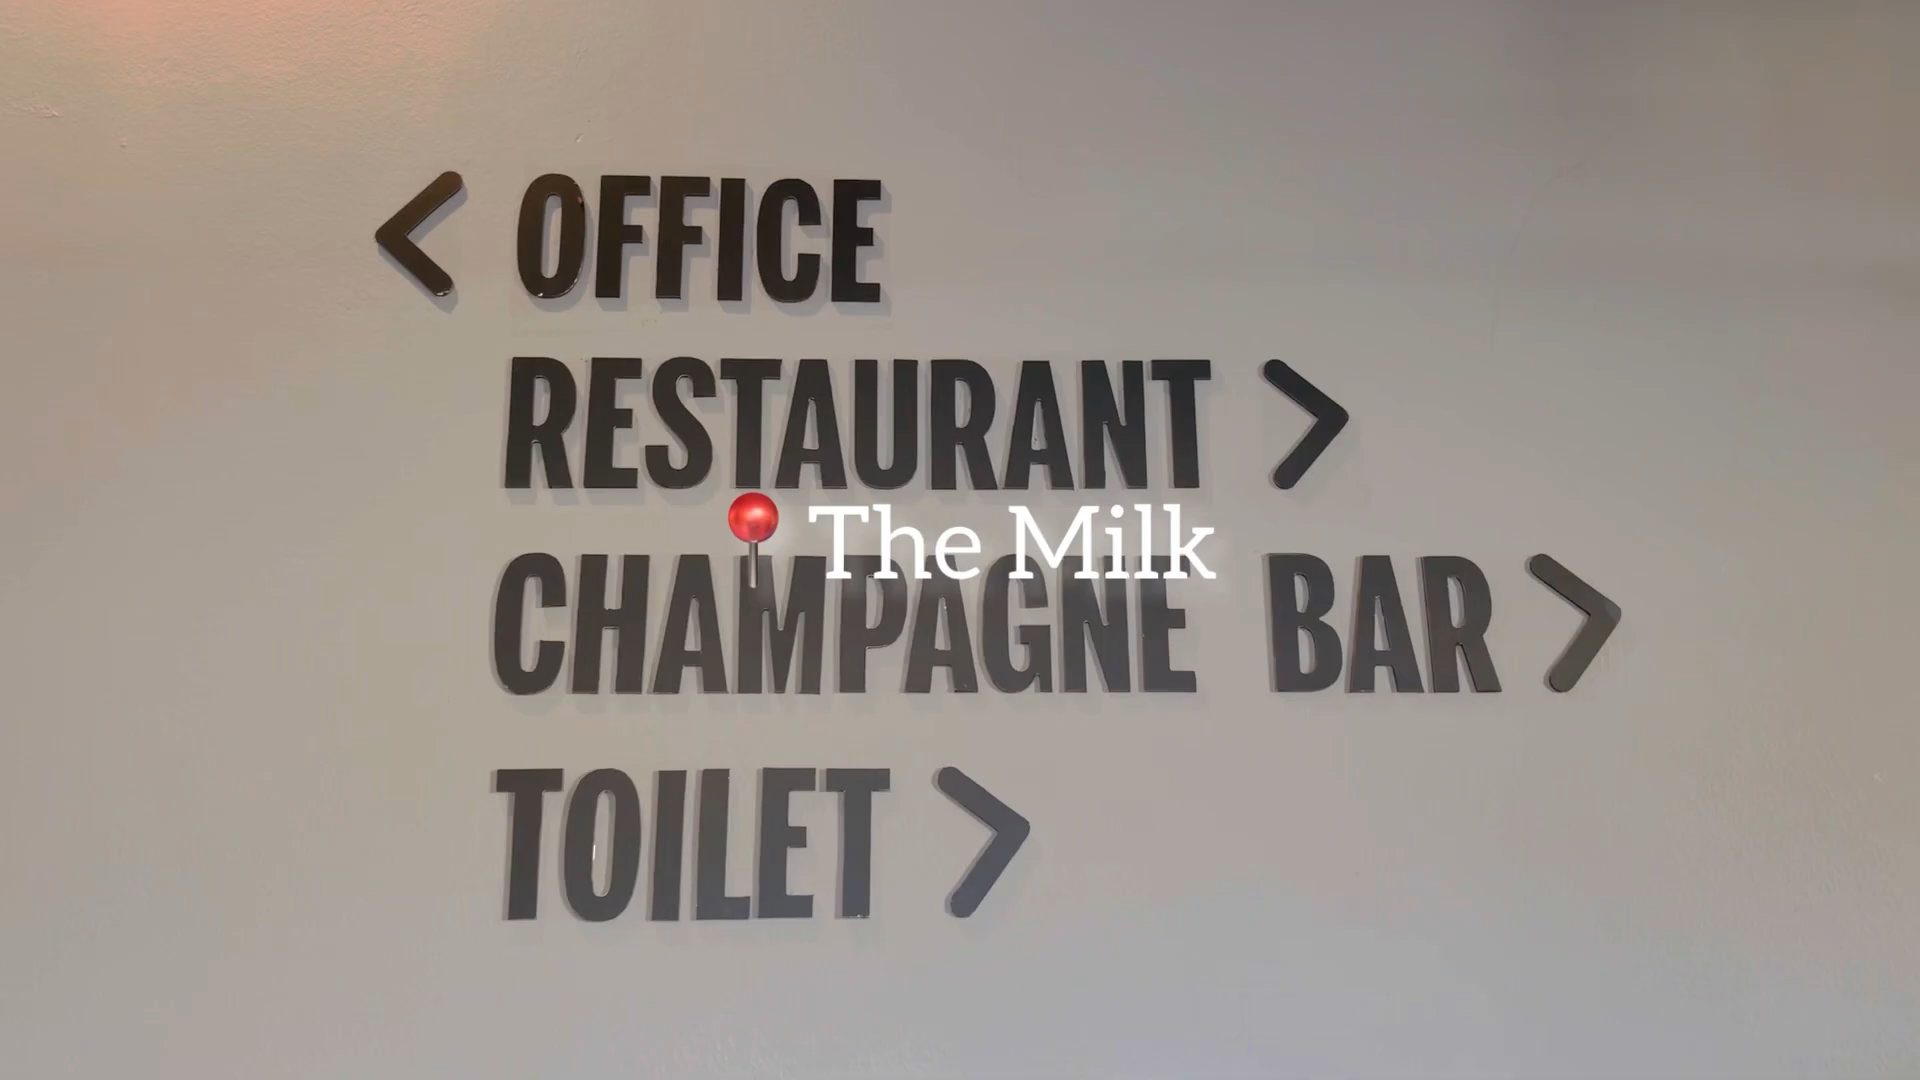 < OFFICE
RESTAURANT >
📍 The Milk
CHAMPAGNE BAR >
TOILET >